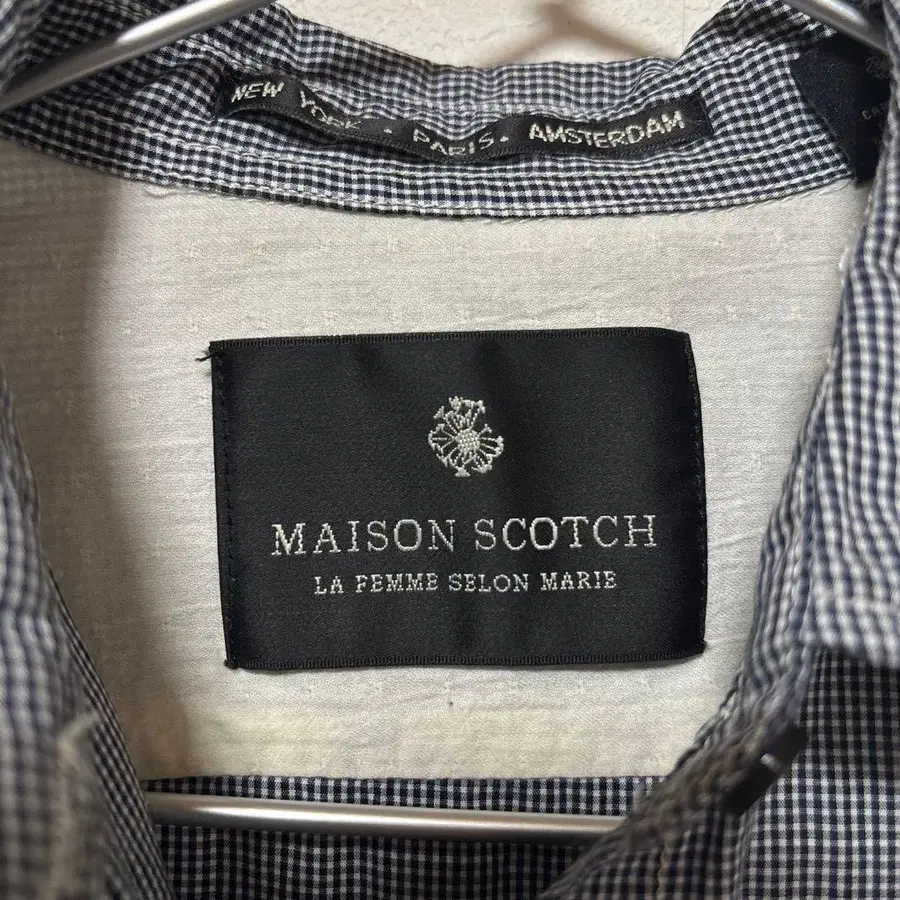 NEW YORK • PARIS • AMSTERDAM
MAISON SCOTCH
LA FEMME SELON MARIE